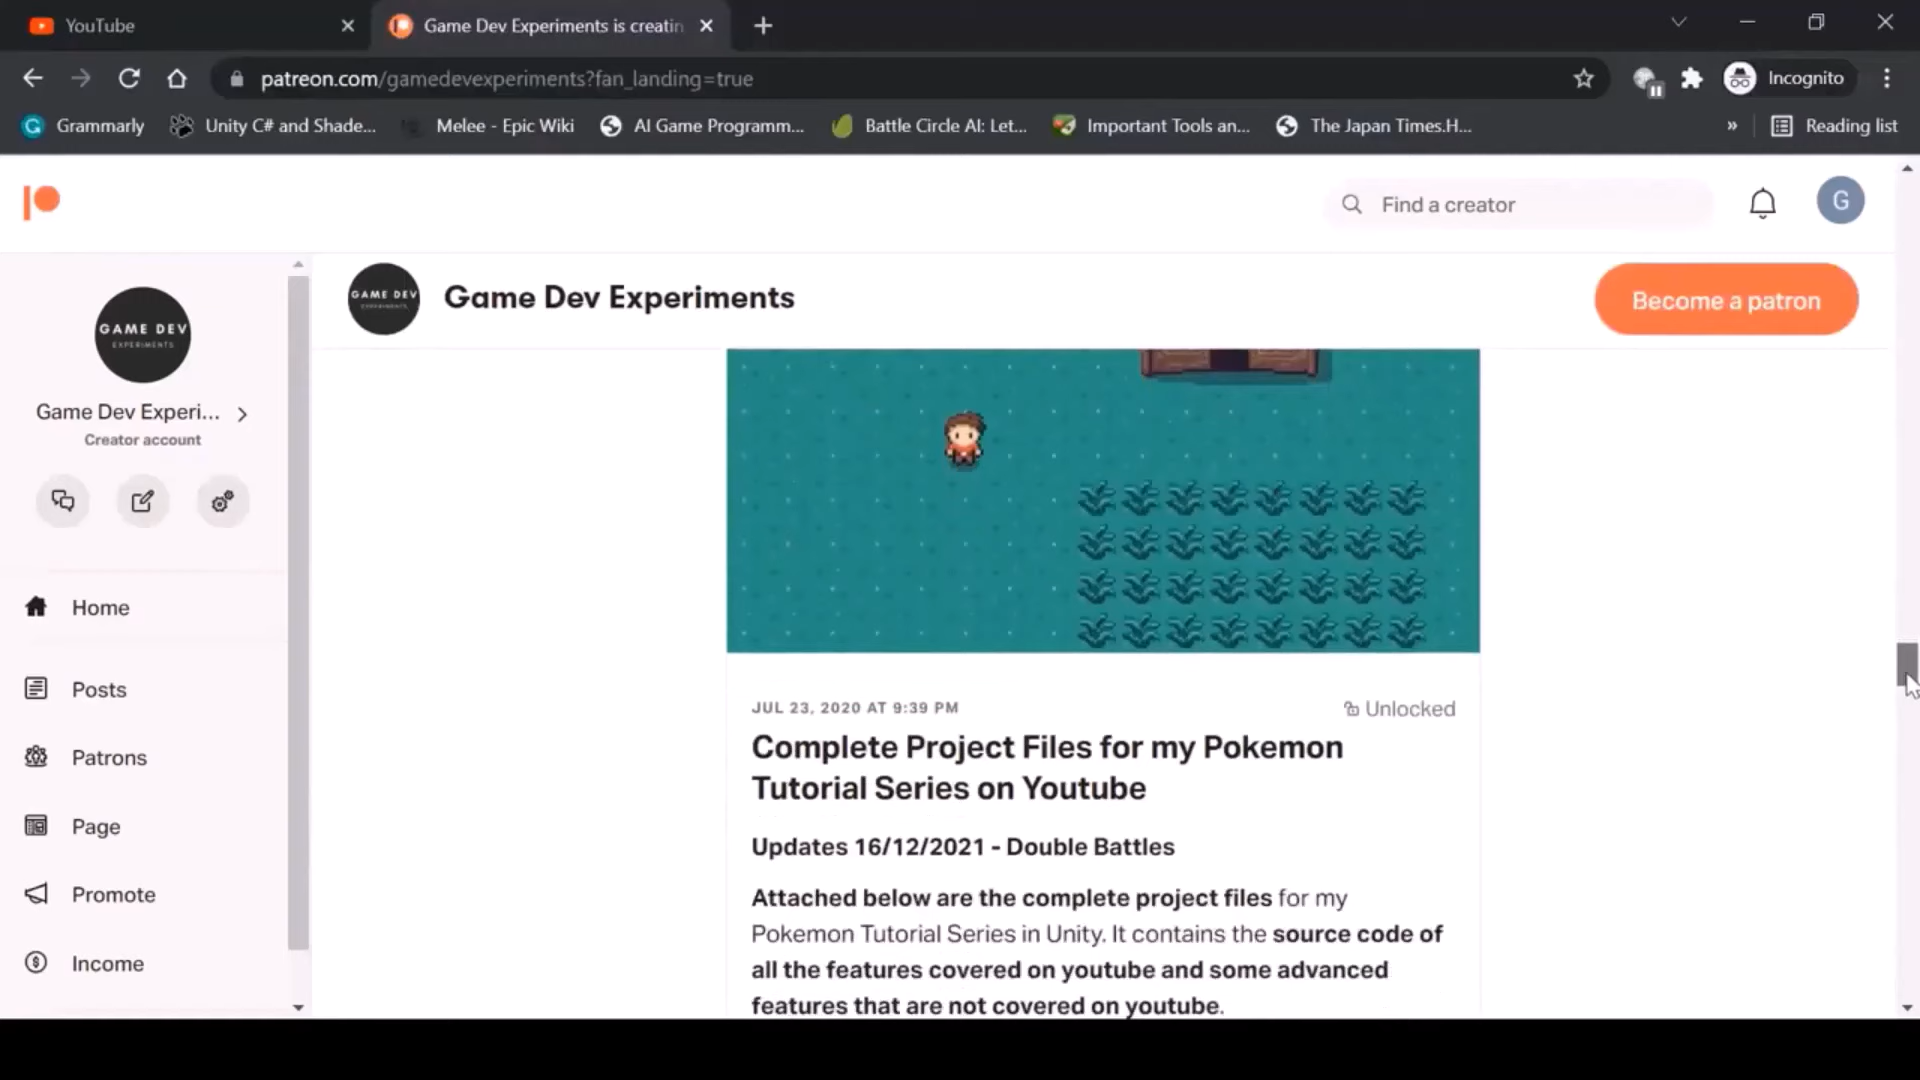 YouTube
Game Dev Experiments is creatin
patreon.com/gamedevexperiments?fan_landing=true
Incognito
Grammarly
Unity C# and Shade...
Melee - Epic Wiki
AI Game Programm...
Battle Circle AI: Let...
Important Tools an...
The Japan Times.H...
»
Reading list
Find a creator
G
GAME DEV
EXPERIMENTS
Game Dev Experi...
Creator account
Home
Posts
Patrons
Page
Promote
Income
GAME DEV
EXPERIMENTS
Game Dev Experiments
Become a patron
JUL 23, 2020 AT 9:39 PM
Unlocked
Complete Project Files for my Pokemon
Tutorial Series on Youtube
Updates 16/12/2021 - Double Battles
Attached below are the complete project files for my
Pokemon Tutorial Series in Unity. It contains the source code of
all the features covered on youtube and some advanced
features that are not covered on youtube.